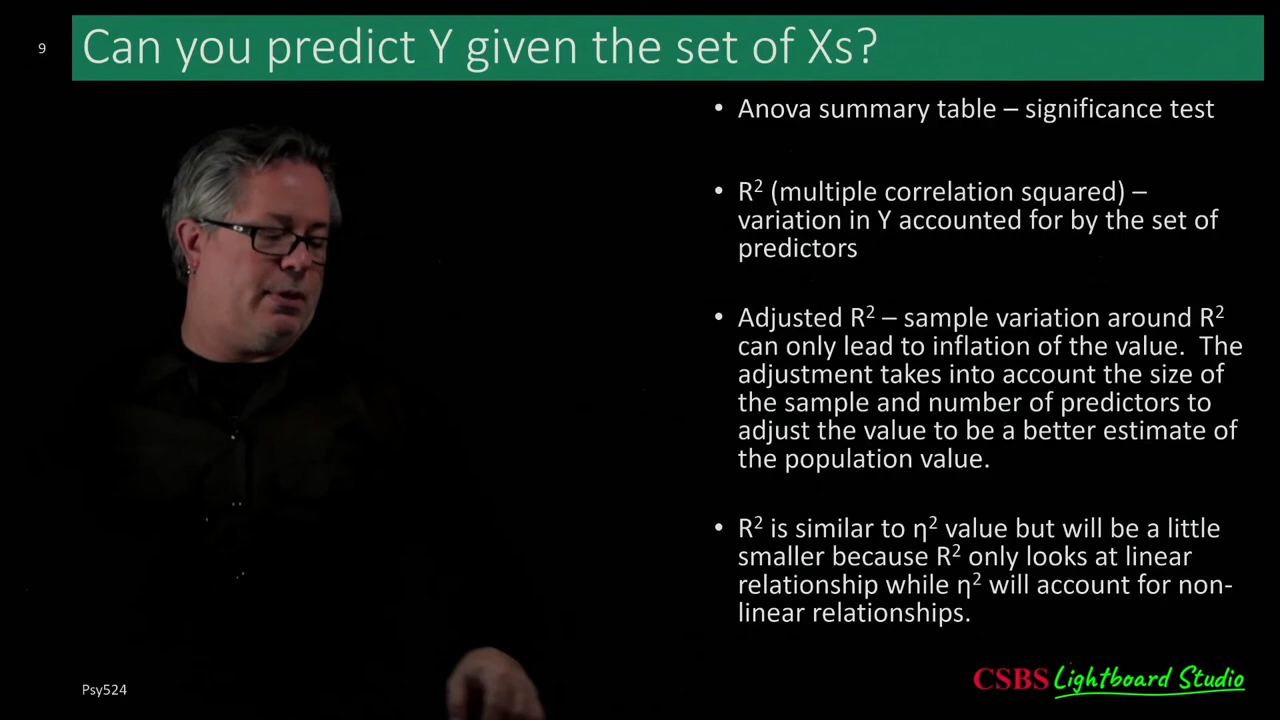 9
Can you predict Y given the set of Xs?
• Anova summary table – significance test
• R² (multiple correlation squared) –
variation in Y accounted for by the set of
predictors
• Adjusted R² – sample variation around R²
can only lead to inflation of the value.  The
adjustment takes into account the size of
the sample and number of predictors to
adjust the value to be a better estimate of
the population value.
• R² is similar to η² value but will be a little
smaller because R² only looks at linear
relationship while η² will account for non-
linear relationships.
Psy524
CSBS Lightboard Studio